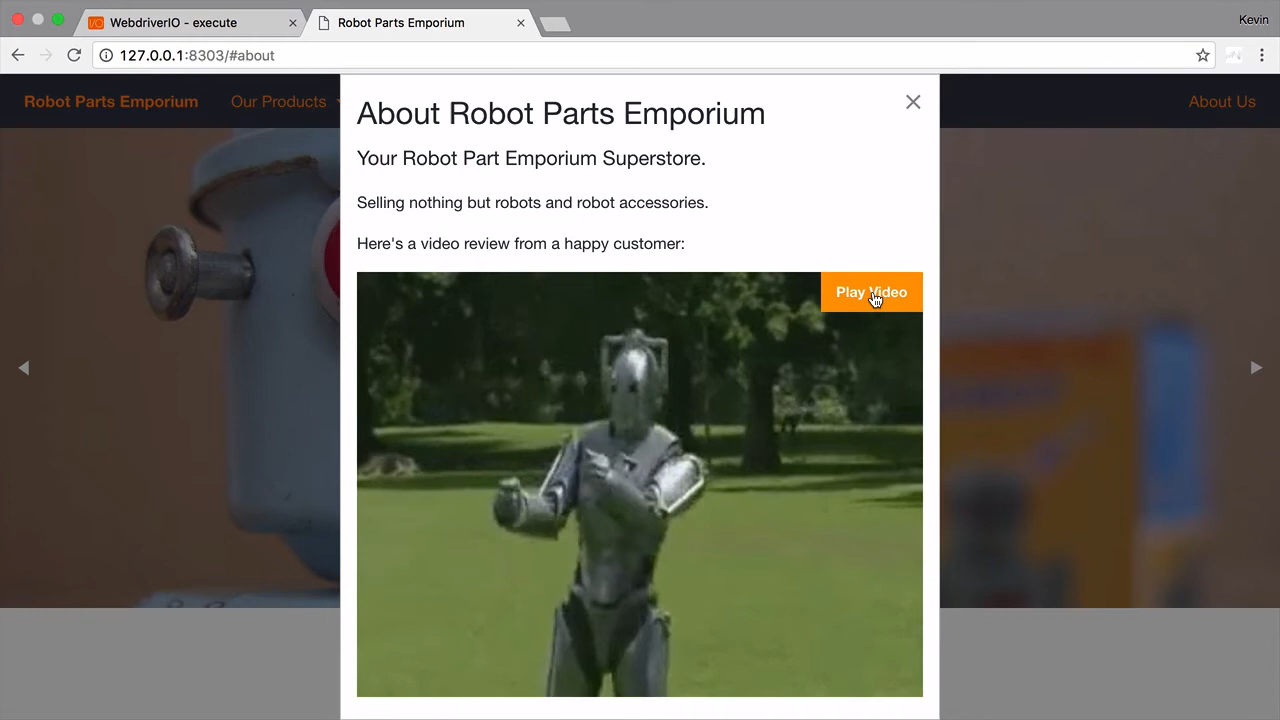 WebdriverIO - execute
Robot Parts Emporium
Kevin
127.0.0.1:8303/#about
Robot Parts Emporium
Our Products
About Us
About Robot Parts Emporium
Your Robot Part Emporium Superstore.
Selling nothing but robots and robot accessories.
Here's a video review from a happy customer:
Play Video